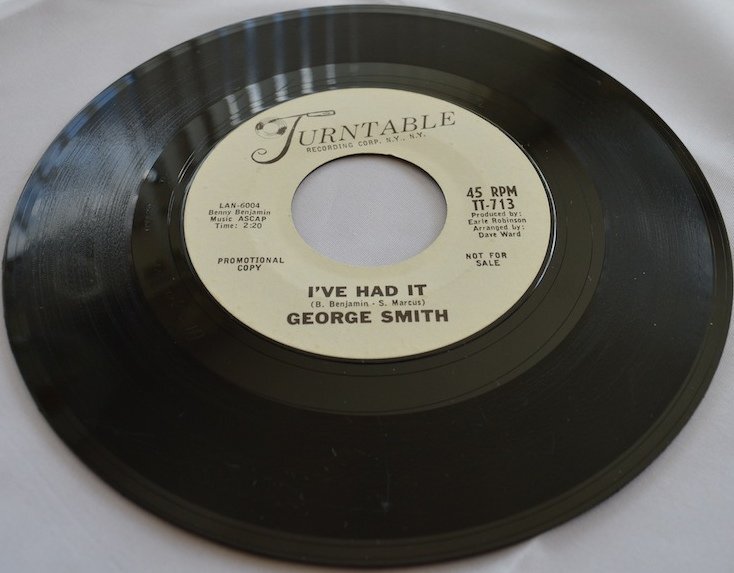 TURNTABLE
RECORDING CORP. N.Y., N.Y.
LAN-6004
Benny Benjamin
Music ASCAP
Time: 2:20
PROMOTIONAL
COPY
45 RPM
TT-713
Produced by:
Earle Robinson
Arranged by:
Dave Ward
NOT FOR
SALE
I'VE HAD IT
(B. Benjamin - S. Marcus)
GEORGE SMITH